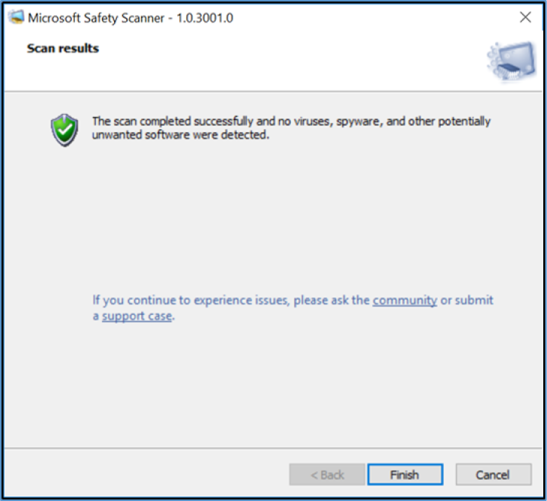 Microsoft Safety Scanner - 1.0.3001.0
Scan results
The scan completed successfully and no viruses, spyware, and other potentially
unwanted software were detected.
If you continue to experience issues, please ask the community or submit
a support case.
< Back
Finish
Cancel